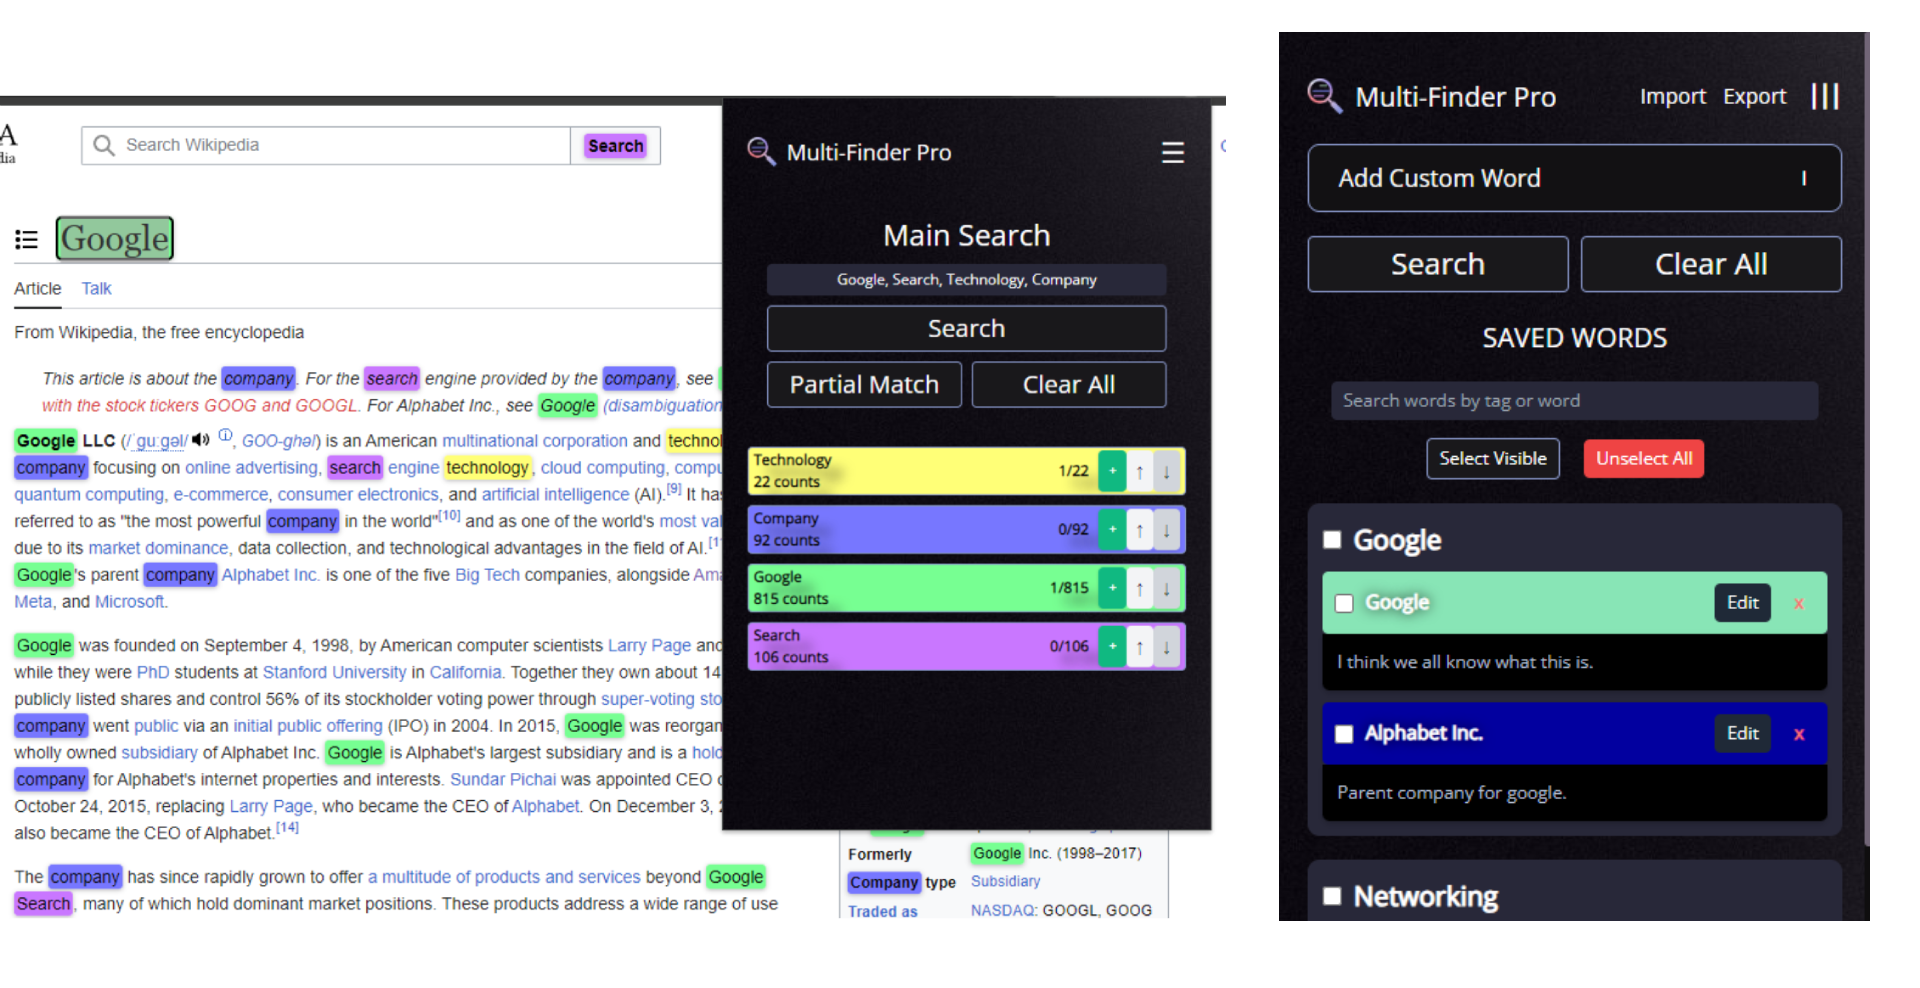 A
dia
Search Wikipedia
Search
Google
Article Talk
From Wikipedia, the free encyclopedia
This article is about the company. For the search engine provided by the company, see
with the stock tickers GOOG and GOOGL. For Alphabet Inc., see Google (disambiguation
Google LLC (/ˈɡuːɡəl/ ⓘ, GOO-ghəl) is an American multinational corporation and technol
company focusing on online advertising, search engine technology, cloud computing, compu
quantum computing, e-commerce, consumer electronics, and artificial intelligence (AI).[9] It has
referred to as "the most powerful company in the world"[10] and as one of the world's most val
due to its market dominance, data collection, and technological advantages in the field of AI.[1
Google's parent company Alphabet Inc. is one of the five Big Tech companies, alongside Ama
Meta, and Microsoft.
Google was founded on September 4, 1998, by American computer scientists Larry Page and
while they were PhD students at Stanford University in California. Together they own about 14
publicly listed shares and control 56% of its stockholder voting power through super-voting sto
company went public via an initial public offering (IPO) in 2004. In 2015, Google was reorgan
wholly owned subsidiary of Alphabet Inc. Google is Alphabet's largest subsidiary and is a hold
company for Alphabet's internet properties and interests. Sundar Pichai was appointed CEO o
October 24, 2015, replacing Larry Page, who became the CEO of Alphabet. On December 3, 2
also became the CEO of Alphabet.[14]
The company has since rapidly grown to offer a multitude of products and services beyond Google
Search, many of which hold dominant market positions. These products address a wide range of use
Formerly Google Inc. (1998–2017)
Company type Subsidiary
Traded as NASDAQ: GOOGL, GOOG
Multi-Finder Pro
Main Search
Google, Search, Technology, Company
Search
Partial Match Clear All
Technology
22 counts
1/22 + ↑ ↓
Company
92 counts
0/92 + ↑ ↓
Google
815 counts
1/815 + ↑ ↓
Search
106 counts
0/106 + ↑ ↓
Multi-Finder Pro Import Export
Add Custom Word
Search Clear All
SAVED WORDS
Search words by tag or word
Select Visible Unselect All
Google
Google Edit x
I think we all know what this is.
Alphabet Inc. Edit x
Parent company for google.
Networking